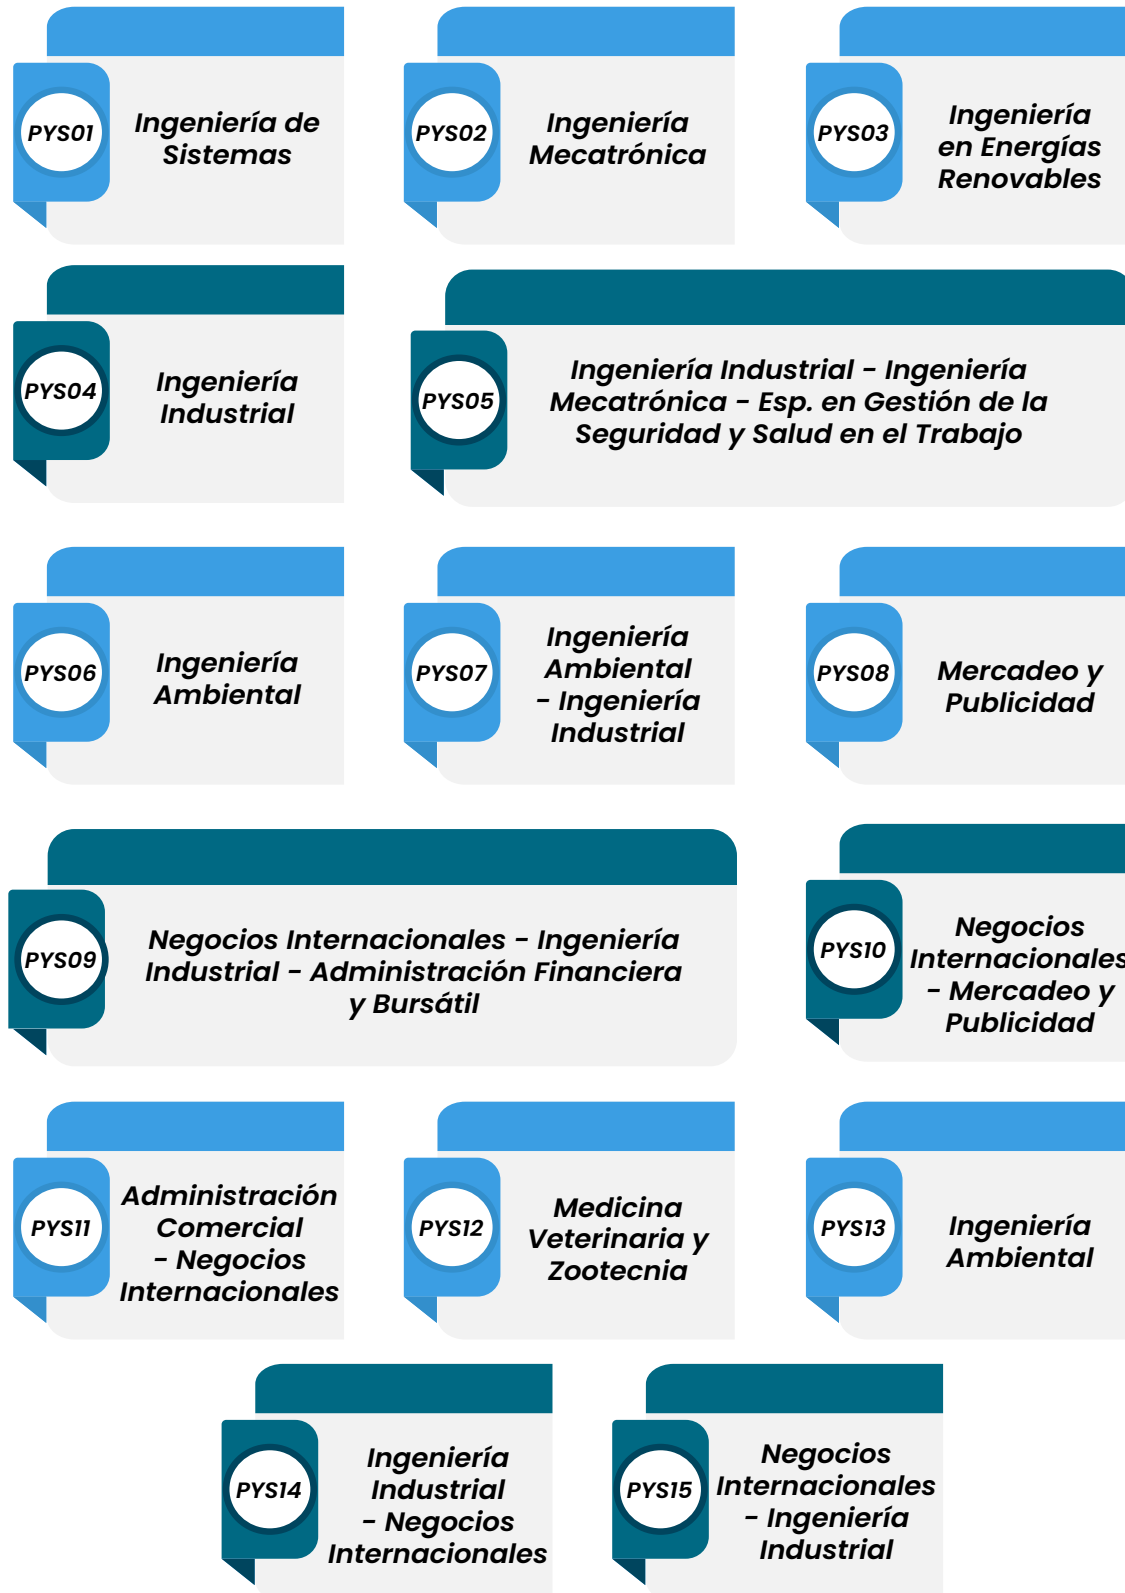 PYS01
Ingeniería de
Sistemas
PYS02
Ingeniería
Mecatrónica
PYS03
Ingeniería
en Energías
Renovables
PYS04
Ingeniería
Industrial
PYS05
Ingeniería Industrial - Ingeniería
Mecatrónica - Esp. en Gestión de la
Seguridad y Salud en el Trabajo
PYS06
Ingeniería
Ambiental
PYS07
Ingeniería
Ambiental
- Ingeniería
Industrial
PYS08
Mercadeo y
Publicidad
PYS09
Negocios Internacionales - Ingeniería
Industrial - Administración Financiera
y Bursátil
PYS10
Negocios
Internacionales
- Mercadeo y
Publicidad
PYS11
Administración
Comercial
- Negocios
Internacionales
PYS12
Medicina
Veterinaria y
Zootecnia
PYS13
Ingeniería
Ambiental
PYS14
Ingeniería
Industrial
- Negocios
Internacionales
PYS15
Negocios
Internacionales
- Ingeniería
Industrial